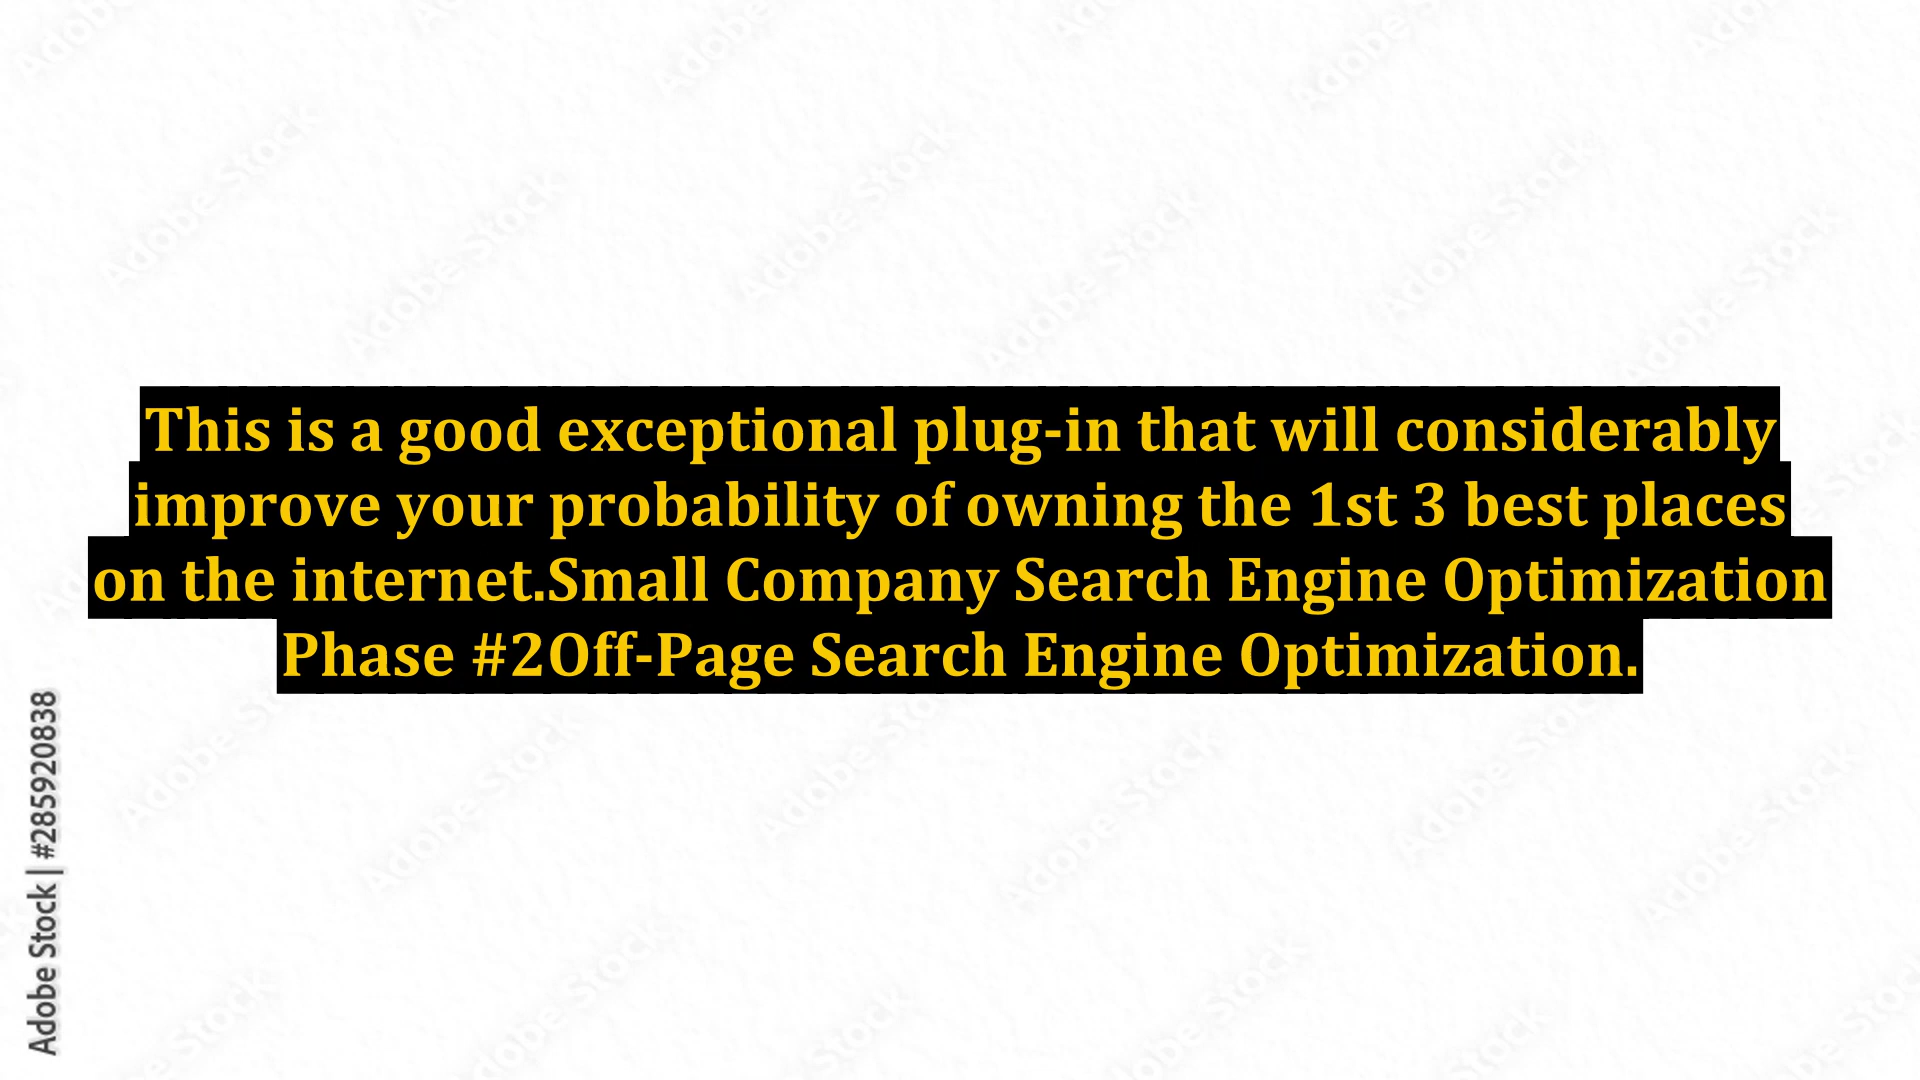 This is a good exceptional plug-in that will considerably
improve your probability of owning the 1st 3 best places
on the internet.Small Company Search Engine Optimization
Phase #2Off-Page Search Engine Optimization.
Adobe Stock | #285920838